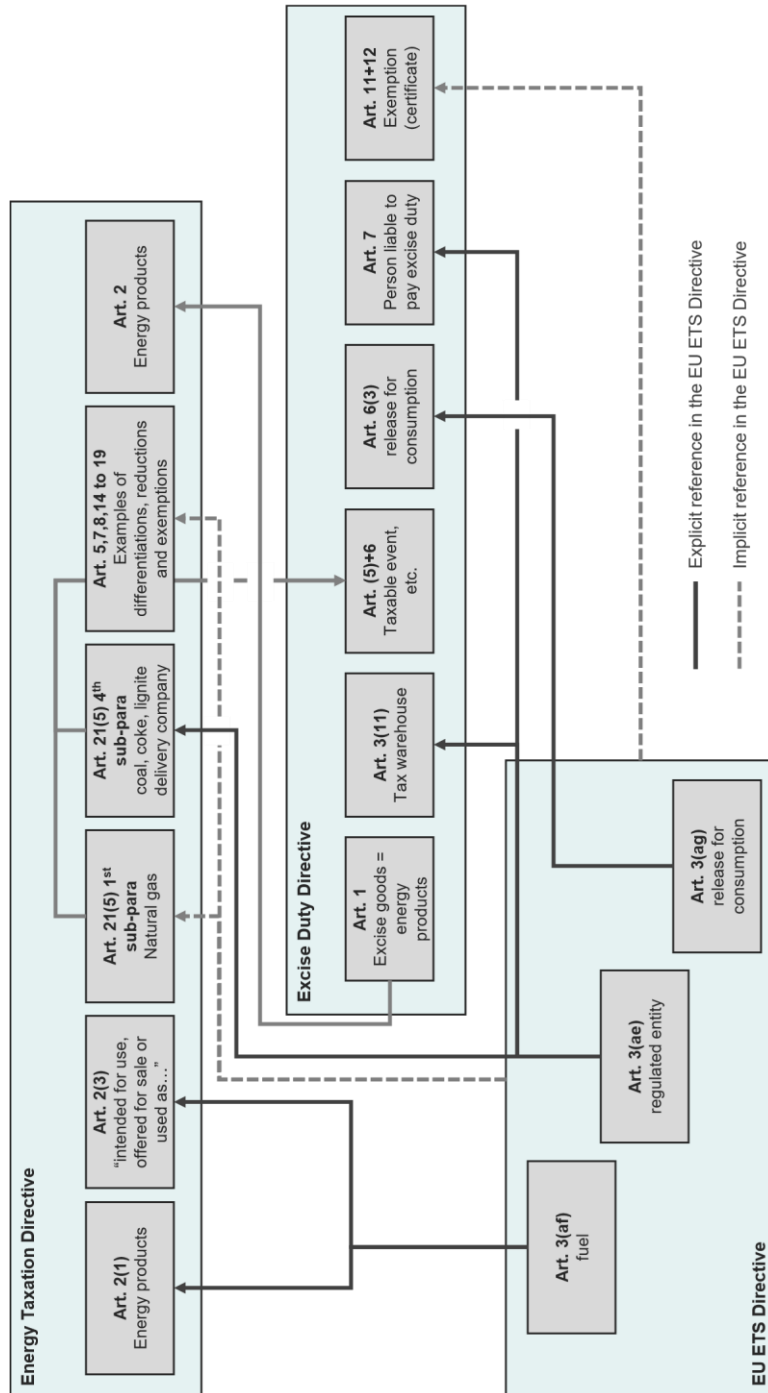 Energy Taxation Directive
Art. 2(1)
Energy products
Art. 2(3)
“intended for use,
offered for sale or
used as…”
Art. 21(5) 1st
sub-para
Natural gas
Art. 21(5) 4th
sub-para
coal, coke, lignite
delivery company
Art. 5,7,8,14 to 19
Examples of
differentiations, reductions
and exemptions
Art. 2
Energy products
Excise Duty Directive
Art. 1
Excise goods =
energy
products
Art. 3(11)
Tax warehouse
Art. (5)+6
Taxable event,
etc.
Art. 6(3)
release for
consumption
Art. 7
Person liable to
pay excise duty
Art. 11+12
Exemption
(certificate)
Art. 3(af)
fuel
Art. 3(ae)
regulated entity
Art. 3(ag)
release for
consumption
EU ETS Directive
Explicit reference in the EU ETS Directive
Implicit reference in the EU ETS Directive